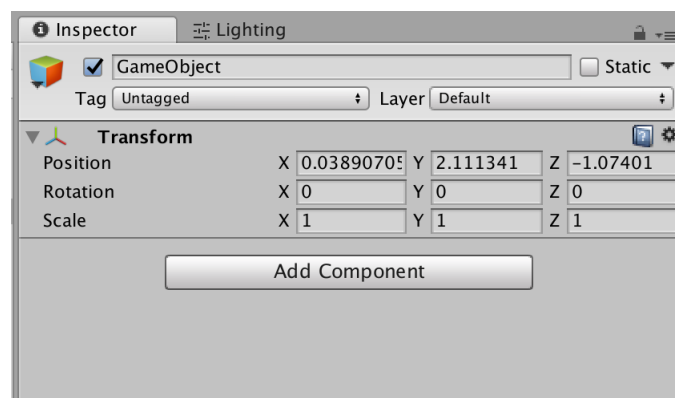 Inspector Lighting
GameObject Static
Tag Untagged Layer Default
Transform
Position X 0.03890705 Y 2.111341 Z -1.07401
Rotation X 0 Y 0 Z 0
Scale X 1 Y 1 Z 1
Add Component